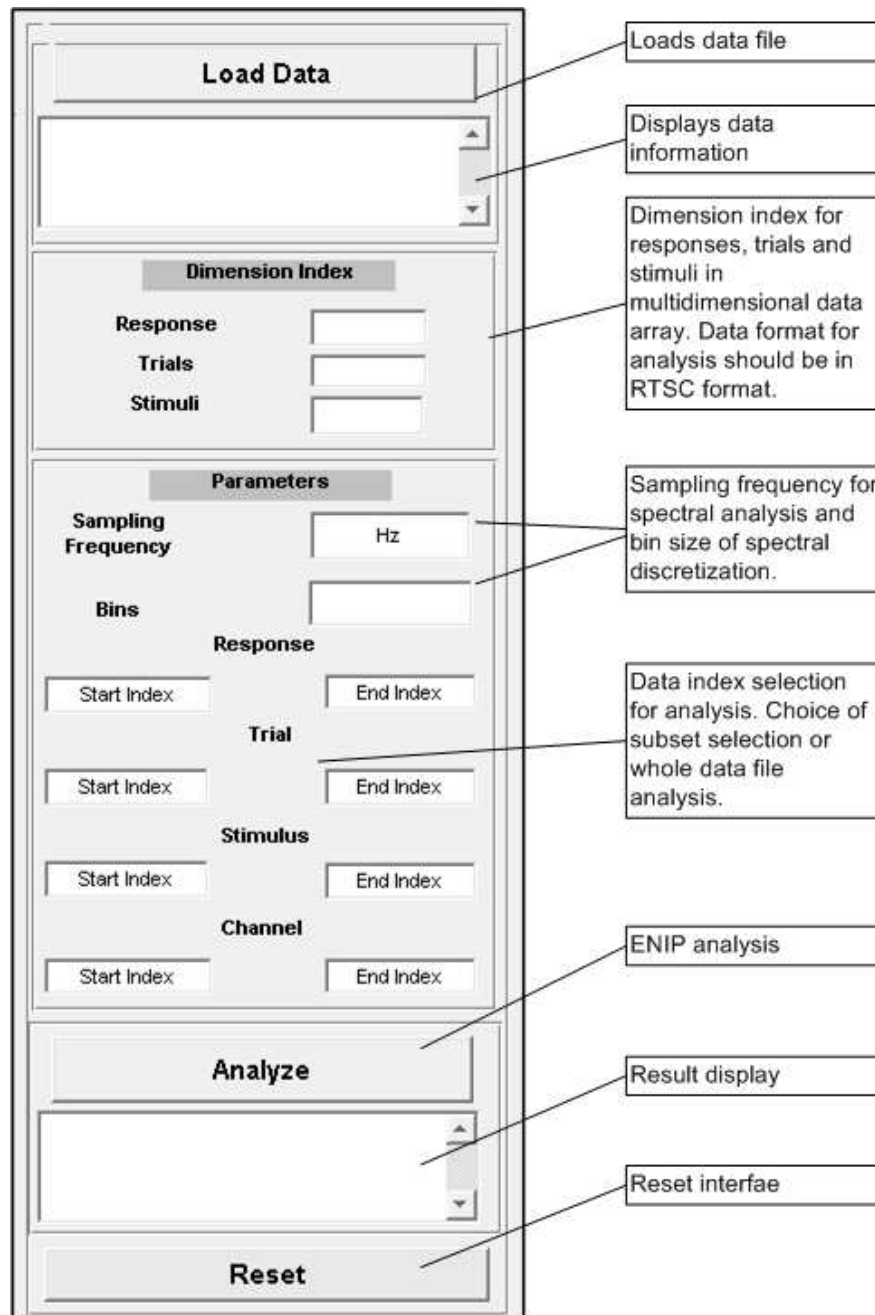 Load Data
Dimension Index
Response
Trials
Stimuli
Parameters
Sampling
Frequency
Hz
Bins
Response
Start Index
End Index
Trial
Start Index
End Index
Stimulus
Start Index
End Index
Channel
Start Index
End Index
Analyze
Reset
Loads data file
Displays data
information
Dimension index for
responses, trials and
stimuli in
multidimensional data
array. Data format for
analysis should be in
RTSC format.
Sampling frequency for
spectral analysis and
bin size of spectral
discretization.
Data index selection
for analysis. Choice of
subset selection or
whole data file
analysis.
ENIP analysis
Result display
Reset interfae